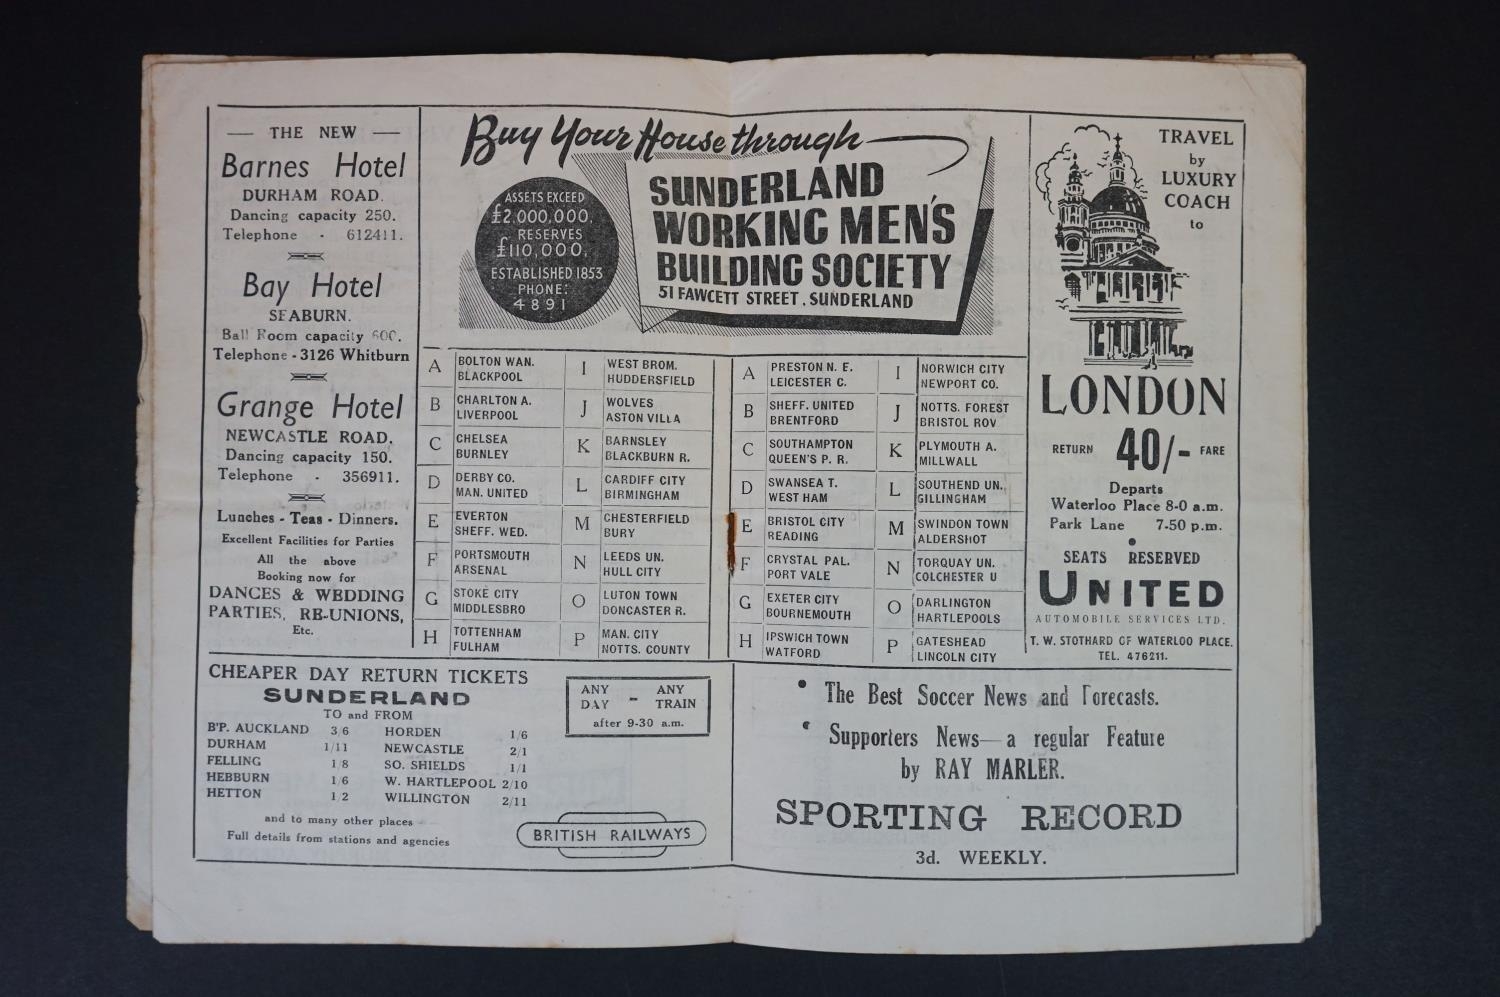 THE NEW
Barnes Hotel
DURHAM ROAD.
Dancing capacity 250.
Telephone - 612411.
Bay Hotel
SEABURN.
Ball Room capacity 600.
Telephone - 3126 Whitburn
Grange Hotel
NEWCASTLE ROAD.
Dancing capacity 150.
Telephone - 356911.
Lunches - Teas - Dinners.
Excellent Facilities for Parties
All the above
Booking now for
DANCES & WEDDING
PARTIES, RE-UNIONS,
Etc.
Buy Your House through
SUNDERLAND
WORKING MEN'S
BUILDING SOCIETY
51 FAWCETT STREET, SUNDERLAND
ASSETS EXCEED
£2,000,000.
RESERVES
£110,000,
ESTABLISHED 1853
PHONE:
4891
A BOLTON WAN.
BLACKPOOL
B CHARLTON A.
LIVERPOOL
C CHELSEA
BURNLEY
D DERBY CO.
MAN. UNITED
E EVERTON
SHEFF. WED.
F PORTSMOUTH
ARSENAL
G STOKE CITY
MIDDLESBRO
H TOTTENHAM
FULHAM
I WEST BROM.
HUDDERSFIELD
J WOLVES
ASTON VILLA
K BARNSLEY
BLACKBURN R.
L CARDIFF CITY
BIRMINGHAM
M CHESTERFIELD
BURY
N LEEDS UN.
HULL CITY
O LUTON TOWN
DONCASTER R.
P MAN. CITY
NOTTS. COUNTY
A PRESTON N. E.
LEICESTER C.
B SHEFF. UNITED
BRENTFORD
C SOUTHAMPTON
QUEEN'S P. R.
D SWANSEA T.
WEST HAM
E BRISTOL CITY
READING
F CRYSTAL PAL.
PORT VALE
G EXETER CITY
BOURNEMOUTH
H IPSWICH TOWN
WATFORD
I NORWICH CITY
NEWPORT CO.
J NOTTS. FOREST
BRISTOL ROV
K PLYMOUTH A.
MILLWALL
L SOUTHEND UN.
GILLINGHAM
M SWINDON TOWN
ALDERSHOT
N TORQUAY UN.
COLCHESTER U
O DARLINGTON
HARTLEPOOLS
P GATESHEAD
LINCOLN CITY
TRAVEL
by
LUXURY
COACH
to
LONDON
RETURN 40/- FARE
Departs
Waterloo Place 8-0 a.m.
Park Lane 7-50 p.m.
SEATS RESERVED
UNITED
AUTOMOBILE SERVICES LTD.
T. W. STOTHARD OF WATERLOO PLACE.
TEL. 476211.
CHEAPER DAY RETURN TICKETS
SUNDERLAND
TO and FROM
B'P. AUCKLAND 3/6
DURHAM 1/11
FELLING 1/8
HEBBURN 1/6
HETTON 1/2
HORDEN 1/6
NEWCASTLE 2/1
SO. SHIELDS 1/1
W. HARTLEPOOL 2/10
WILLINGTON 2/11
and to many other places
Full details from stations and agencies
ANY DAY - ANY TRAIN
after 9-30 a.m.
BRITISH RAILWAYS
• The Best Soccer News and Forecasts.
• Supporters News—a regular Feature
by RAY MARLER.
SPORTING RECORD
3d. WEEKLY.